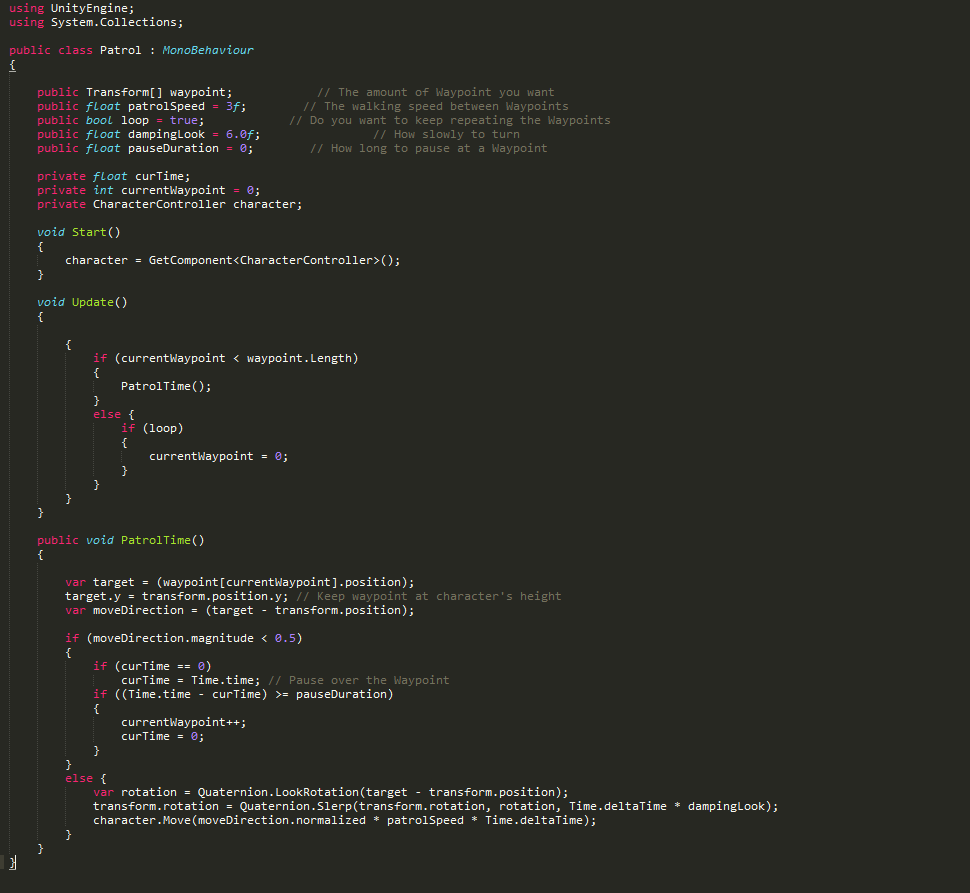 using UnityEngine;
using System.Collections;
public class Patrol : MonoBehaviour
{
public Transform[] waypoint; // The amount of Waypoint you want
public float patrolSpeed = 3f; // The walking speed between Waypoints
public bool loop = true; // Do you want to keep repeating the Waypoints
public float dampingLook = 6.0f; // How slowly to turn
public float pauseDuration = 0; // How long to pause at a Waypoint
private float curTime;
private int currentWaypoint = 0;
private CharacterController character;
void Start()
{
character = GetComponent<CharacterController>();
}
void Update()
{
{
if (currentWaypoint < waypoint.Length)
{
PatrolTime();
}
else {
if (loop)
{
currentWaypoint = 0;
}
}
}
}
public void PatrolTime()
{
var target = (waypoint[currentWaypoint].position);
target.y = transform.position.y; // Keep waypoint at character's height
var moveDirection = (target - transform.position);
if (moveDirection.magnitude < 0.5)
{
if (curTime == 0)
curTime = Time.time; // Pause over the Waypoint
if ((Time.time - curTime) >= pauseDuration)
{
currentWaypoint++;
curTime = 0;
}
}
else {
var rotation = Quaternion.LookRotation(target - transform.position);
transform.rotation = Quaternion.Slerp(transform.rotation, rotation, Time.deltaTime * dampingLook);
character.Move(moveDirection.normalized * patrolSpeed * Time.deltaTime);
}
}
}